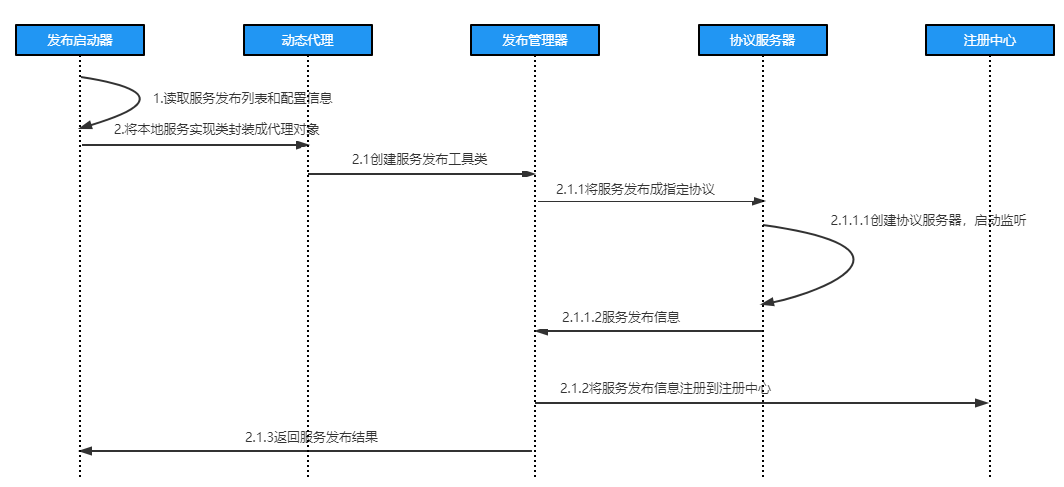 发布启动器
动态代理
发布管理器
协议服务器
注册中心
1.读取服务发布列表和配置信息
2.将本地服务实现类封装成代理对象
2.1创建服务发布工具类
2.1.1将服务发布成指定协议
2.1.1.1创建协议服务器，启动监听
2.1.1.2服务发布信息
2.1.2将服务发布信息注册到注册中心
2.1.3返回服务发布结果